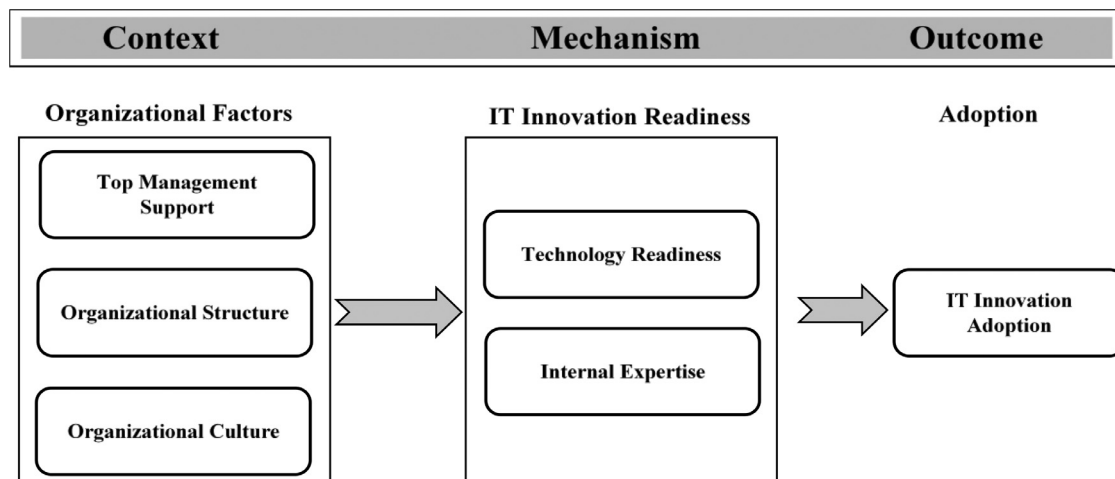 Context Mechanism Outcome
Organizational Factors IT Innovation Readiness Adoption
Top Management
Support
Organizational Structure
Organizational Culture
Technology Readiness
Internal Expertise
IT Innovation
Adoption